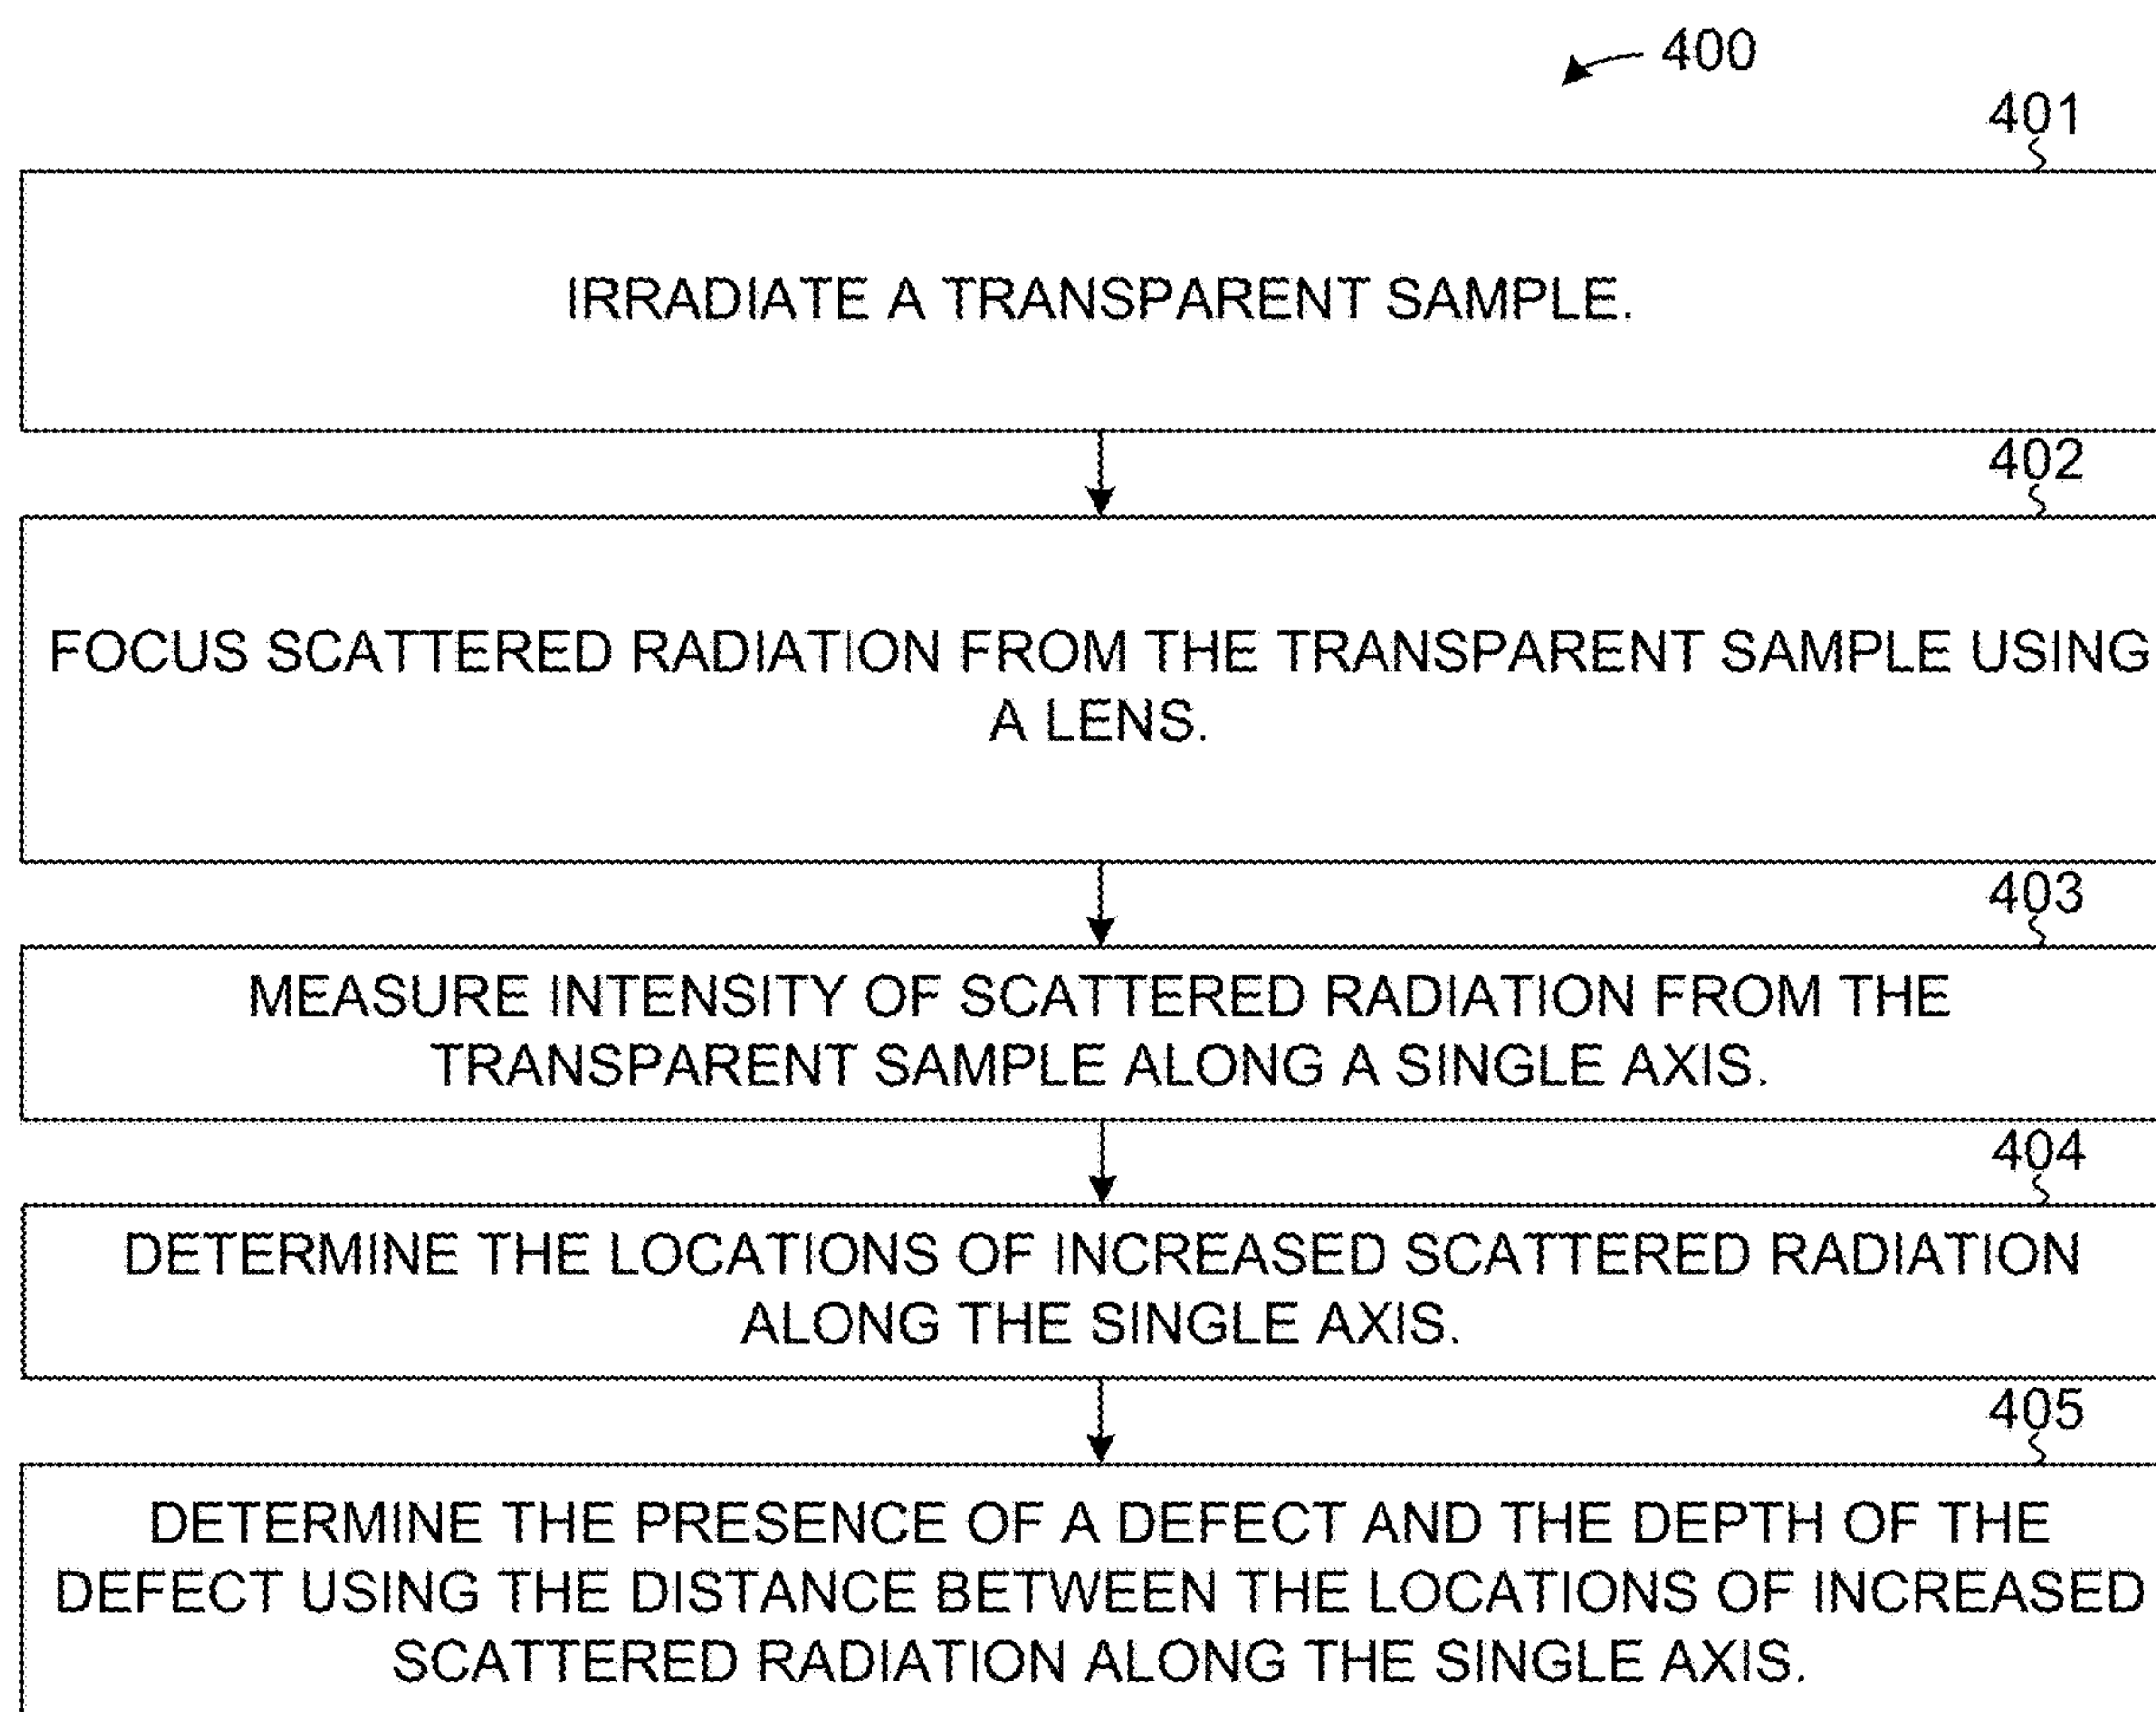 400
401
IRRADIATE A TRANSPARENT SAMPLE.
402
FOCUS SCATTERED RADIATION FROM THE TRANSPARENT SAMPLE USING
A LENS.
403
MEASURE INTENSITY OF SCATTERED RADIATION FROM THE
TRANSPARENT SAMPLE ALONG A SINGLE AXIS.
404
DETERMINE THE LOCATIONS OF INCREASED SCATTERED RADIATION
ALONG THE SINGLE AXIS.
405
DETERMINE THE PRESENCE OF A DEFECT AND THE DEPTH OF THE
DEFECT USING THE DISTANCE BETWEEN THE LOCATIONS OF INCREASED
SCATTERED RADIATION ALONG THE SINGLE AXIS.